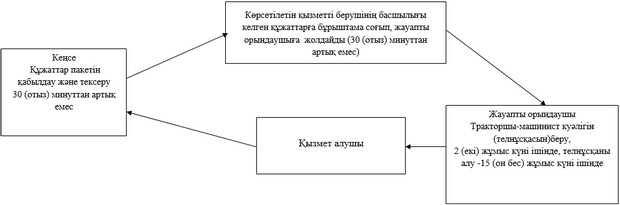 Көрсетілетін қызметті берушінің басшылығы
келген құжаттарға бұрыштама соғып, жауапты
орындаушыға жолдайды (30 (отыз) минуттан
артық емес)
Кеңсе
Құжаттар пакетін
қабылдау және тексеру
30 (отыз) минуттан артық
емес
Жауапты орындаушы
Тракторшы-машинист куәлігін
(телнұсқасын)беру,
2 (екі) жұмыс күні ішінде, телнұсқаны
алу -15 (он бес) жұмыс күні ішінде
Қызмет алушы